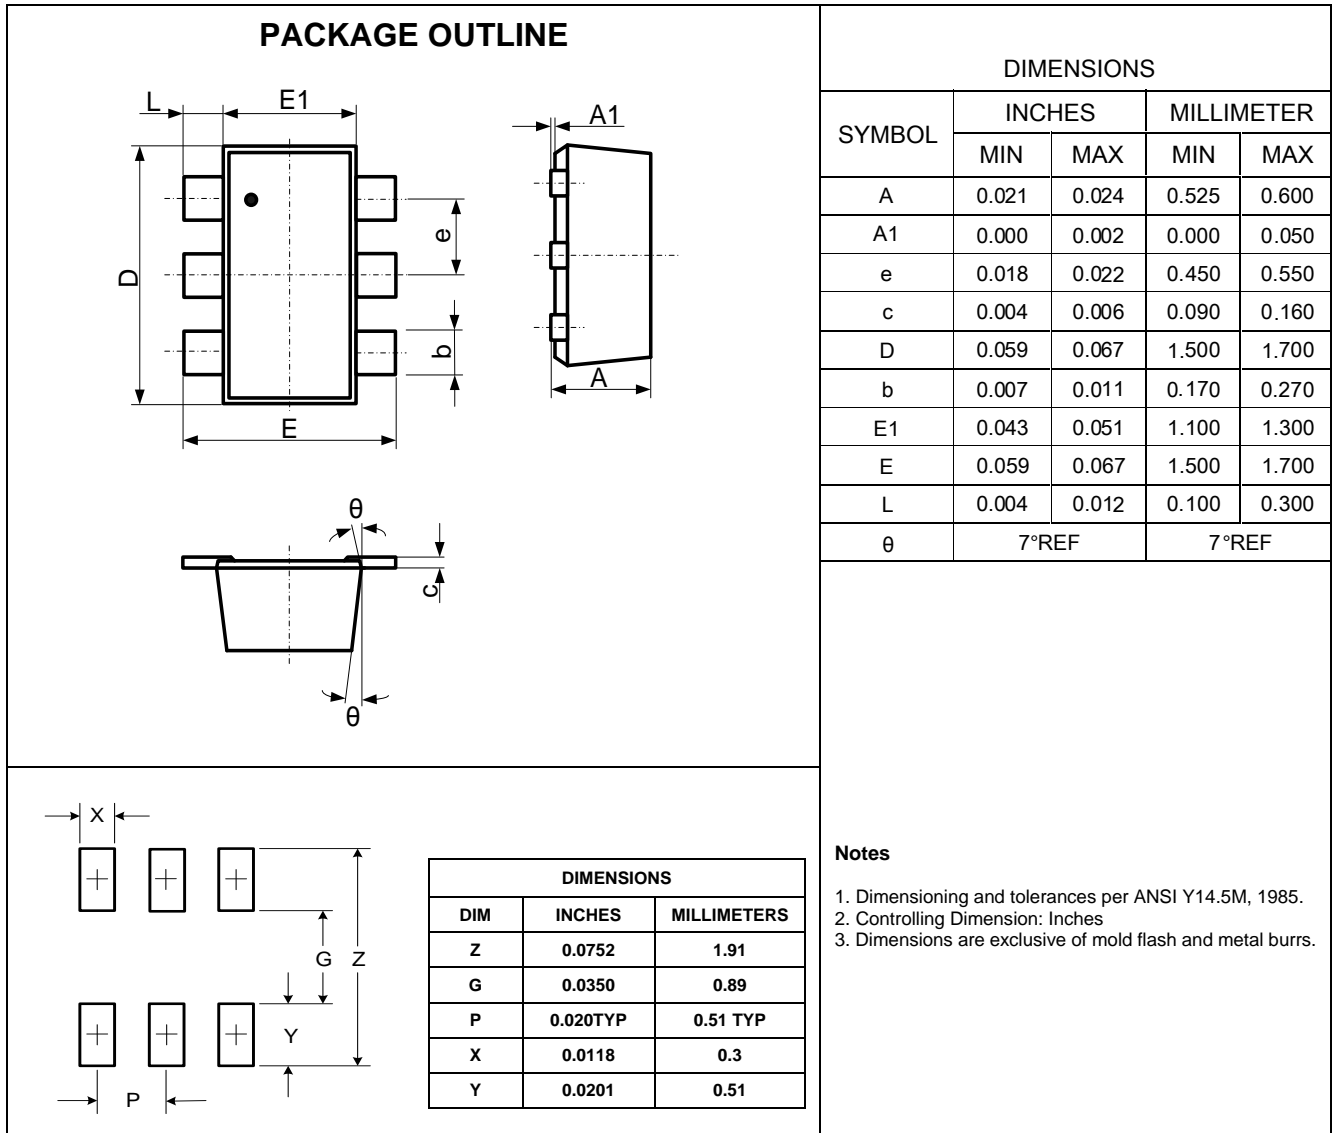 PACKAGE OUTLINE
L
E1
A1
e
D
b
E
A
θ
c
θ
DIMENSIONS
SYMBOL INCHES MILLIMETER
MIN MAX MIN MAX
A 0.021 0.024 0.525 0.600
A1 0.000 0.002 0.000 0.050
e 0.018 0.022 0.450 0.550
c 0.004 0.006 0.090 0.160
D 0.059 0.067 1.500 1.700
b 0.007 0.011 0.170 0.270
E1 0.043 0.051 1.100 1.300
E 0.059 0.067 1.500 1.700
L 0.004 0.012 0.100 0.300
θ 7°REF 7°REF
X
G Z
Y
P
DIMENSIONS
DIM INCHES MILLIMETERS
Z 0.0752 1.91
G 0.0350 0.89
P 0.020TYP 0.51 TYP
X 0.0118 0.3
Y 0.0201 0.51
Notes
1. Dimensioning and tolerances per ANSI Y14.5M, 1985.
2. Controlling Dimension: Inches
3. Dimensions are exclusive of mold flash and metal burrs.